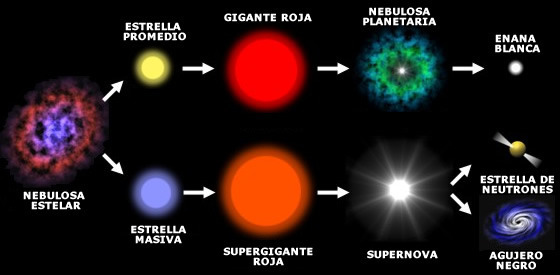 ESTRELLA
PROMEDIO
GIGANTE ROJA
NEBULOSA
PLANETARIA
ENANA
BLANCA
NEBULOSA
ESTELAR
ESTRELLA
MASIVA
SUPERGIGANTE
ROJA
SUPERNOVA
ESTRELLA DE
NEUTRONES
AGUJERO
NEGRO